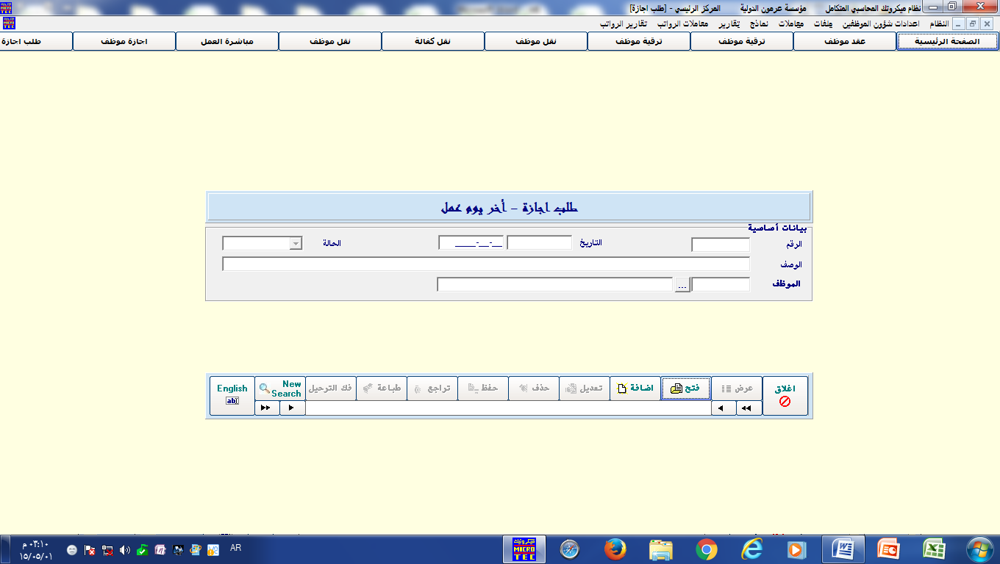 نظام ميكروتك المحاسبي المتكامل مؤسسة عرمون الدولية المركز الرئيسي - [طلب اجازة]
النظام اعدادات شؤون الموظفين ملفات معاملات تقارير نماذج معاملات الرواتب تقارير الرواتب
الصفحة الرئيسية عقد موظف ترقية موظف ترقية موظف نقل موظف نقل كفالة نقل موظف مباشرة العمل اجازة موظف طلب اجازة
طلب اجازة – أخر يوم عمل
بيانات أساسية
الرقم التاريخ __-__-____ الحالة
الوصف
الموظف ...
اغلاق عرض فتح اضافة تعديل حذف حفظ تراجع طباعة فك الترحيل New Search English
ab
ميكروتك
MICRO
TEC
AR
٠٣:١٠ م
١٥/٠٥/٠١